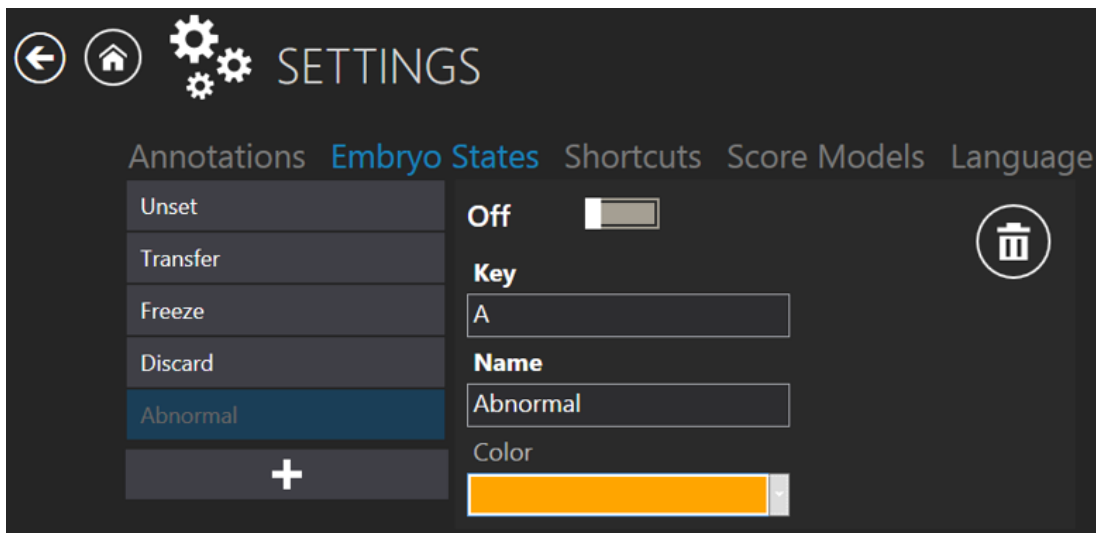 SETTINGS
Annotations Embryo States Shortcuts Score Models Language
Unset
Transfer
Freeze
Discard
Abnormal
Off
Key
A
Name
Abnormal
Color